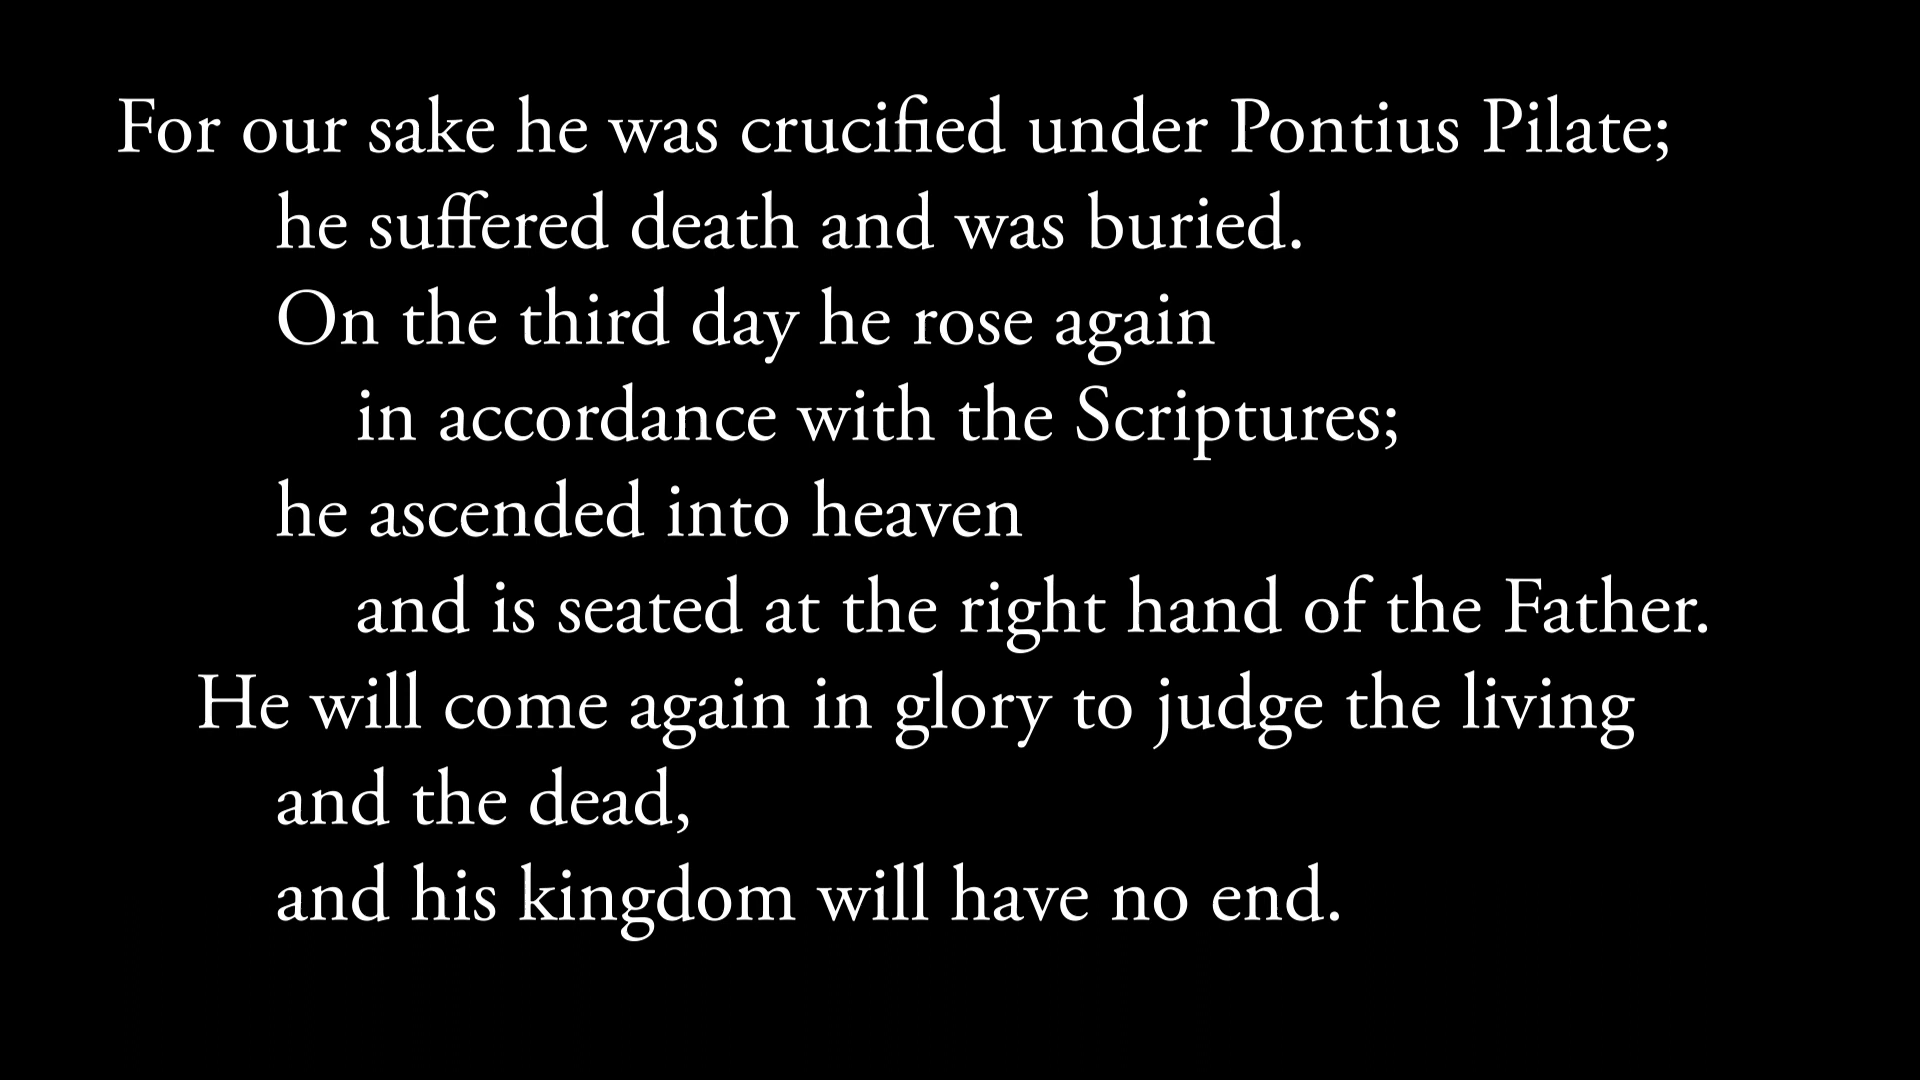 For our sake he was crucified under Pontius Pilate;
he suffered death and was buried.
On the third day he rose again
in accordance with the Scriptures;
he ascended into heaven
and is seated at the right hand of the Father.
He will come again in glory to judge the living
and the dead,
and his kingdom will have no end.